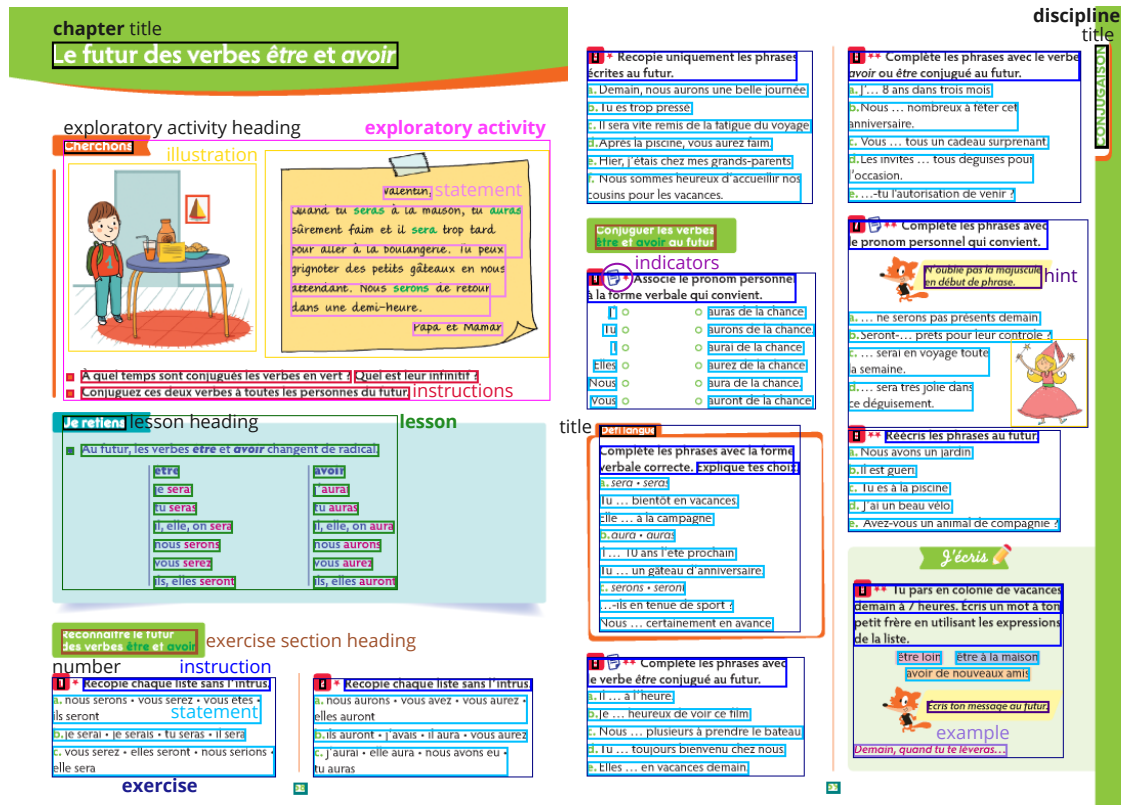 chapter title
Le futur des verbes être et avoir
exploratory activity heading
exploratory activity
Cherchons
illustration
Valentin,
statement
Quand tu seras à la maison, tu auras
sûrement faim et il sera trop tard
pour aller à la boulangerie. Tu peux
grignoter des petits gâteaux en nous
attendant. Nous serons de retour
dans une demi-heure.
Papa et Maman
À quel temps sont conjugués les verbes en vert ? Quel est leur infinitif ?
Conjuguez ces deux verbes à toutes les personnes du futur.
instructions
Je retiens
lesson heading
lesson
Au futur, les verbes être et avoir changent de radical.
être
avoir
je serai
j'aurai
tu seras
tu auras
il, elle, on sera
il, elle, on aura
nous serons
nous aurons
vous serez
vous aurez
ils, elles seront
ils, elles auront
Reconnaître le futur
des verbes être et avoir
exercise section heading
number
instruction
* Recopie chaque liste sans l'intrus.
a. nous serons • vous serez • vous êtes •
ils seront
statement
b. je serai • je serais • tu seras • il sera
c. vous serez • elles seront • nous serions •
elle sera
exercise
* Recopie chaque liste sans l'intrus.
a. nous aurons • vous avez • vous aurez •
elles auront
b. ils auront • j'avais • il aura • vous aurez
c. j'aurai • elle aura • nous avons eu •
tu auras
* Recopie uniquement les phrases
écrites au futur.
a. Demain, nous aurons une belle journée.
b. Tu es trop pressé.
c. Il sera vite remis de la fatigue du voyage.
d. Après la piscine, vous aurez faim.
e. Hier, j'étais chez mes grands-parents.
f. Nous sommes heureux d'accueillir nos
cousins pour les vacances.
Conjuguer les verbes
être et avoir au futur
indicators
* Associe le pronom personnel
à la forme verbale qui convient.
J'
auras de la chance.
Tu
aurons de la chance.
Il
aurai de la chance.
Elles
aurez de la chance.
Nous
aura de la chance.
Vous
auront de la chance.
title
Défi langue
Complète les phrases avec la forme
verbale correcte. Explique tes choix.
a. sera • seras
Tu … bientôt en vacances.
Elle … à la campagne.
b. aura • auras
Il … 10 ans l'été prochain.
Tu … un gâteau d'anniversaire.
c. serons • seront
…-ils en tenue de sport ?
Nous … certainement en avance.
** Complète les phrases avec
le verbe être conjugué au futur.
a. Il … à l'heure.
b. Je … heureux de voir ce film.
c. Nous … plusieurs à prendre le bateau.
d. Tu … toujours bienvenu chez nous.
e. Elles … en vacances demain.
discipline
title
CONJUGAISON
** Complète les phrases avec le verbe
avoir ou être conjugué au futur.
a. J'… 8 ans dans trois mois.
b. Nous … nombreux à fêter cet
anniversaire.
c. Vous … tous un cadeau surprenant.
d. Les invités … tous déguisés pour
l'occasion.
e. …-tu l'autorisation de venir ?
** Complète les phrases avec
le pronom personnel qui convient.
N'oublie pas la majuscule
en début de phrase.
hint
a. … ne serons pas présents demain.
b. Seront-… prêts pour leur contrôle ?
c. … serai en voyage toute
la semaine.
d. … sera très jolie dans
ce déguisement.
** Réécris les phrases au futur.
a. Nous avons un jardin.
b. Il est guéri.
c. Tu es à la piscine.
d. J'ai un beau vélo.
e. Avez-vous un animal de compagnie ?
J'écris
** Tu pars en colonie de vacances
demain à 7 heures. Écris un mot à ton
petit frère en utilisant les expressions
de la liste.
être loin
être à la maison
avoir de nouveaux amis
Écris ton message au futur.
example
Demain, quand tu te lèveras…